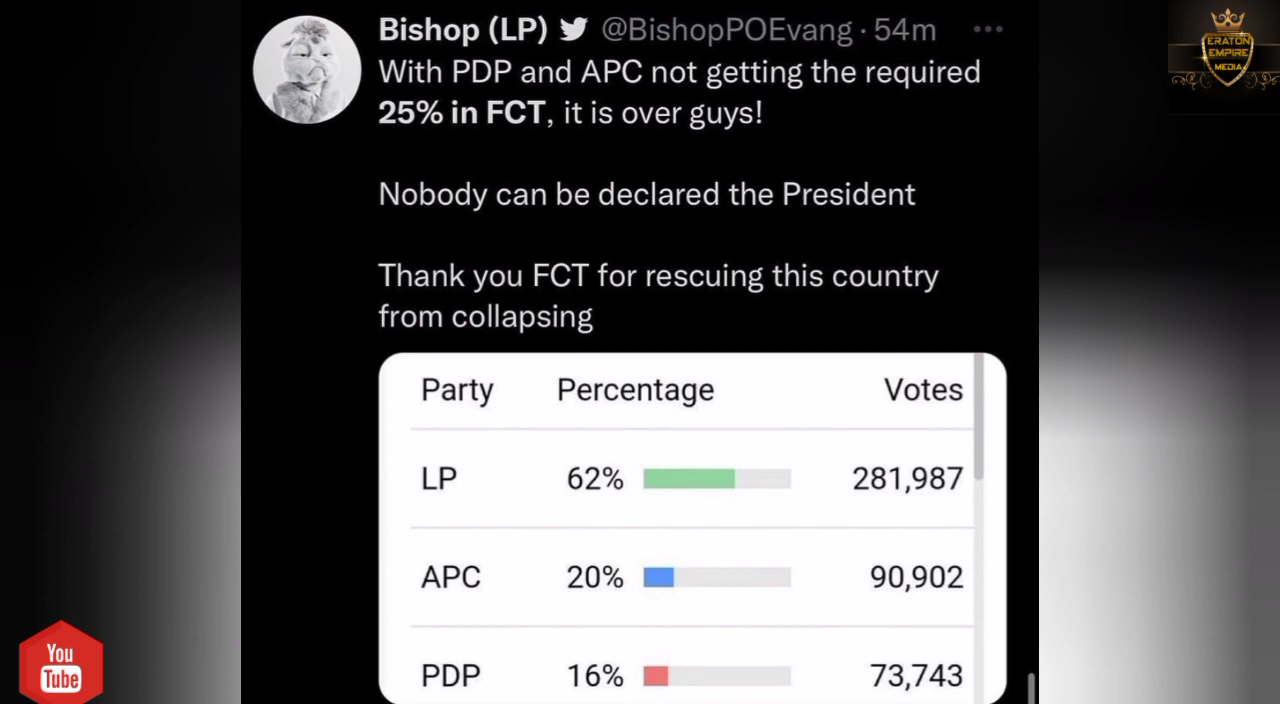 Bishop (LP) @BishopPOEvang · 54m ...
With PDP and APC not getting the required
25% in FCT, it is over guys!
Nobody can be declared the President
Thank you FCT for rescuing this country
from collapsing
Party Percentage Votes
LP 62% 281,987
APC 20% 90,902
PDP 16% 73,743
ERATON
EMPIRE
MEDIA
You
Tube